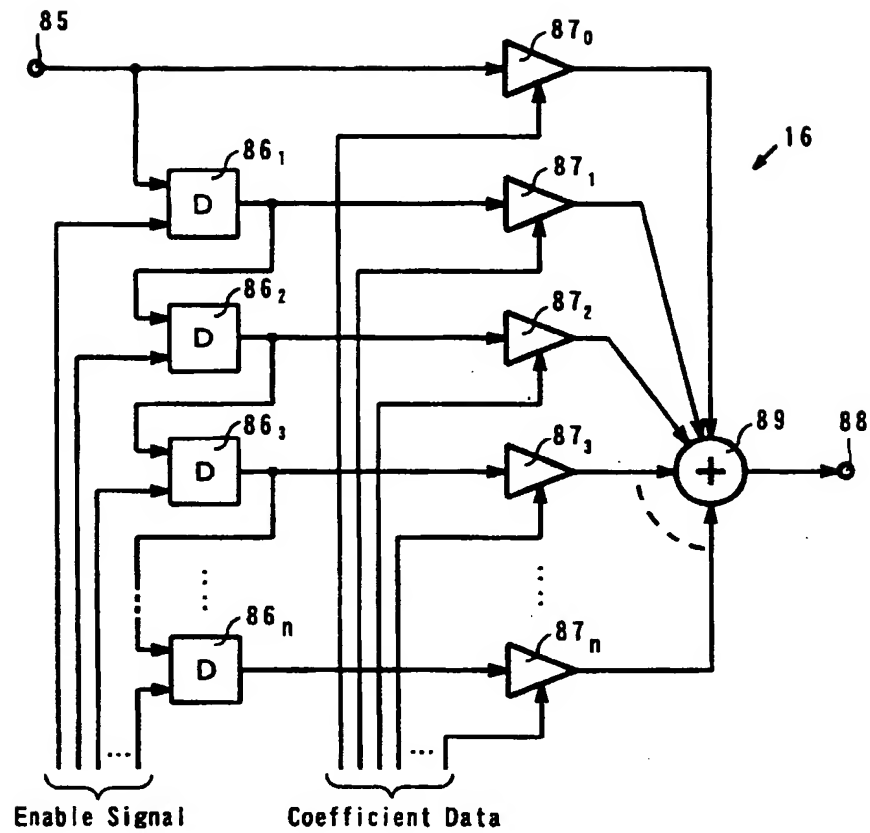 85
87₀
16
86₁
D
87₁
86₂
D
87₂
86₃
D
87₃
89
88
+
86ₙ
D
87ₙ
Enable Signal
Coefficient Data